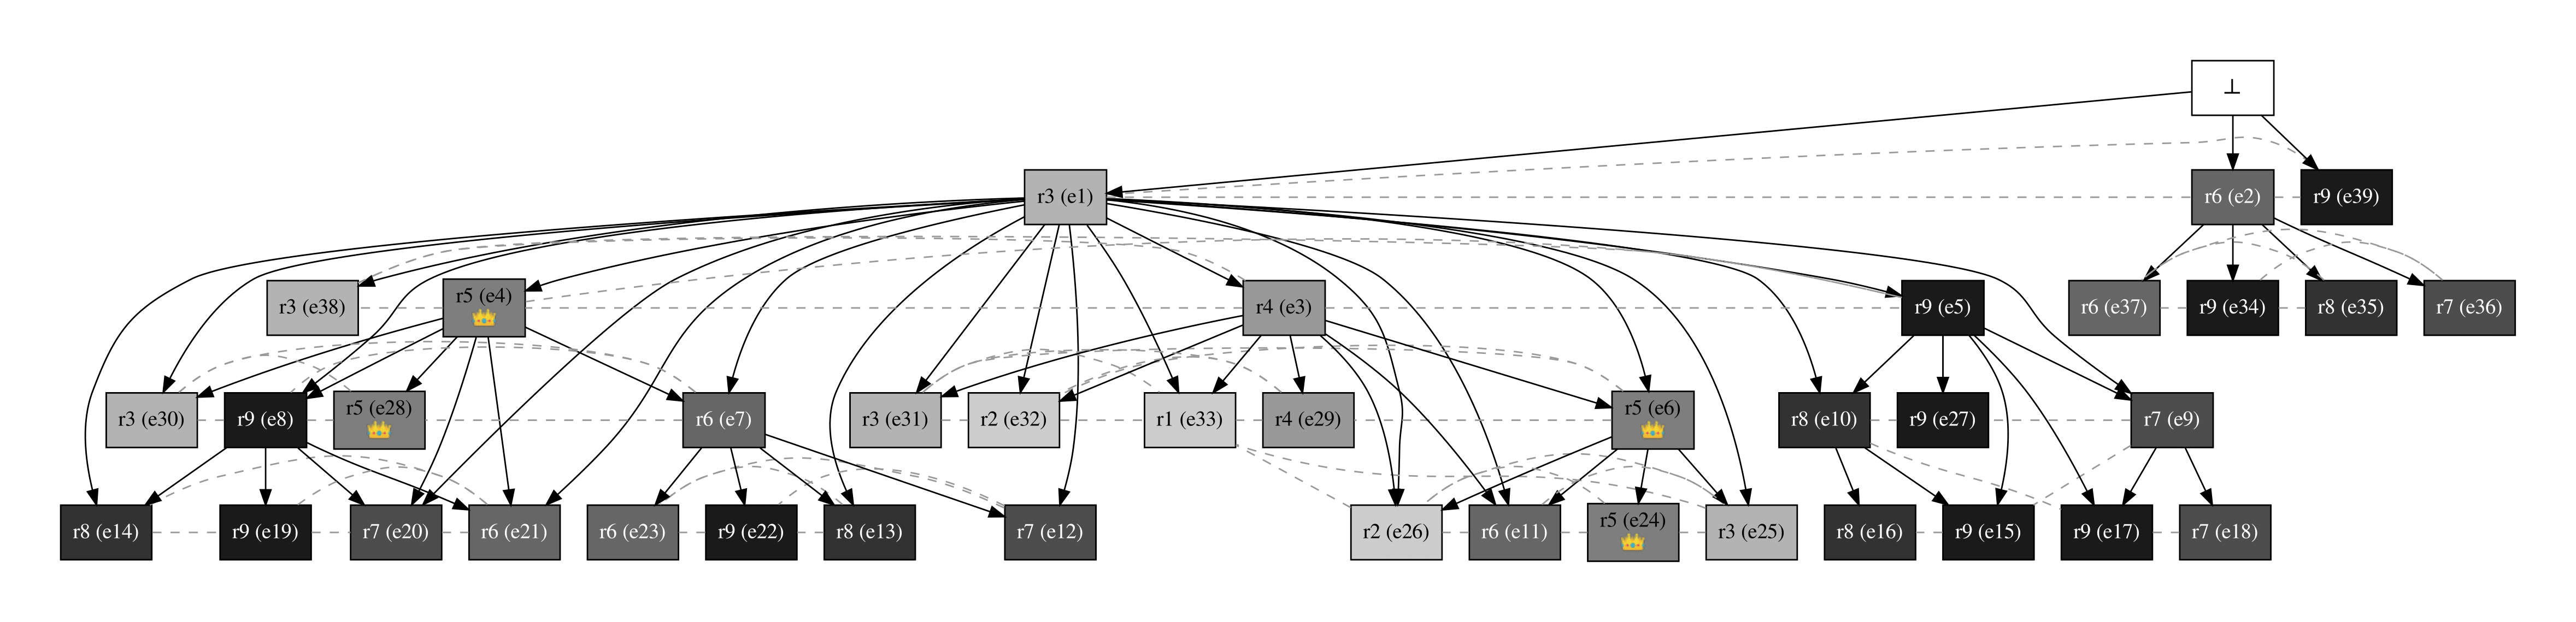 ⊥
r3 (e1)
r6 (e2)
r9 (e39)
r3 (e38)
r5 (e4)
r4 (e3)
r9 (e5)
r6 (e37)
r9 (e34)
r8 (e35)
r7 (e36)
r3 (e30)
r9 (e8)
r5 (e28)
r6 (e7)
r3 (e31)
r2 (e32)
r1 (e33)
r4 (e29)
r5 (e6)
r8 (e10)
r9 (e27)
r7 (e9)
r8 (e14)
r9 (e19)
r7 (e20)
r6 (e21)
r6 (e23)
r9 (e22)
r8 (e13)
r7 (e12)
r2 (e26)
r6 (e11)
r5 (e24)
r3 (e25)
r8 (e16)
r9 (e15)
r9 (e17)
r7 (e18)